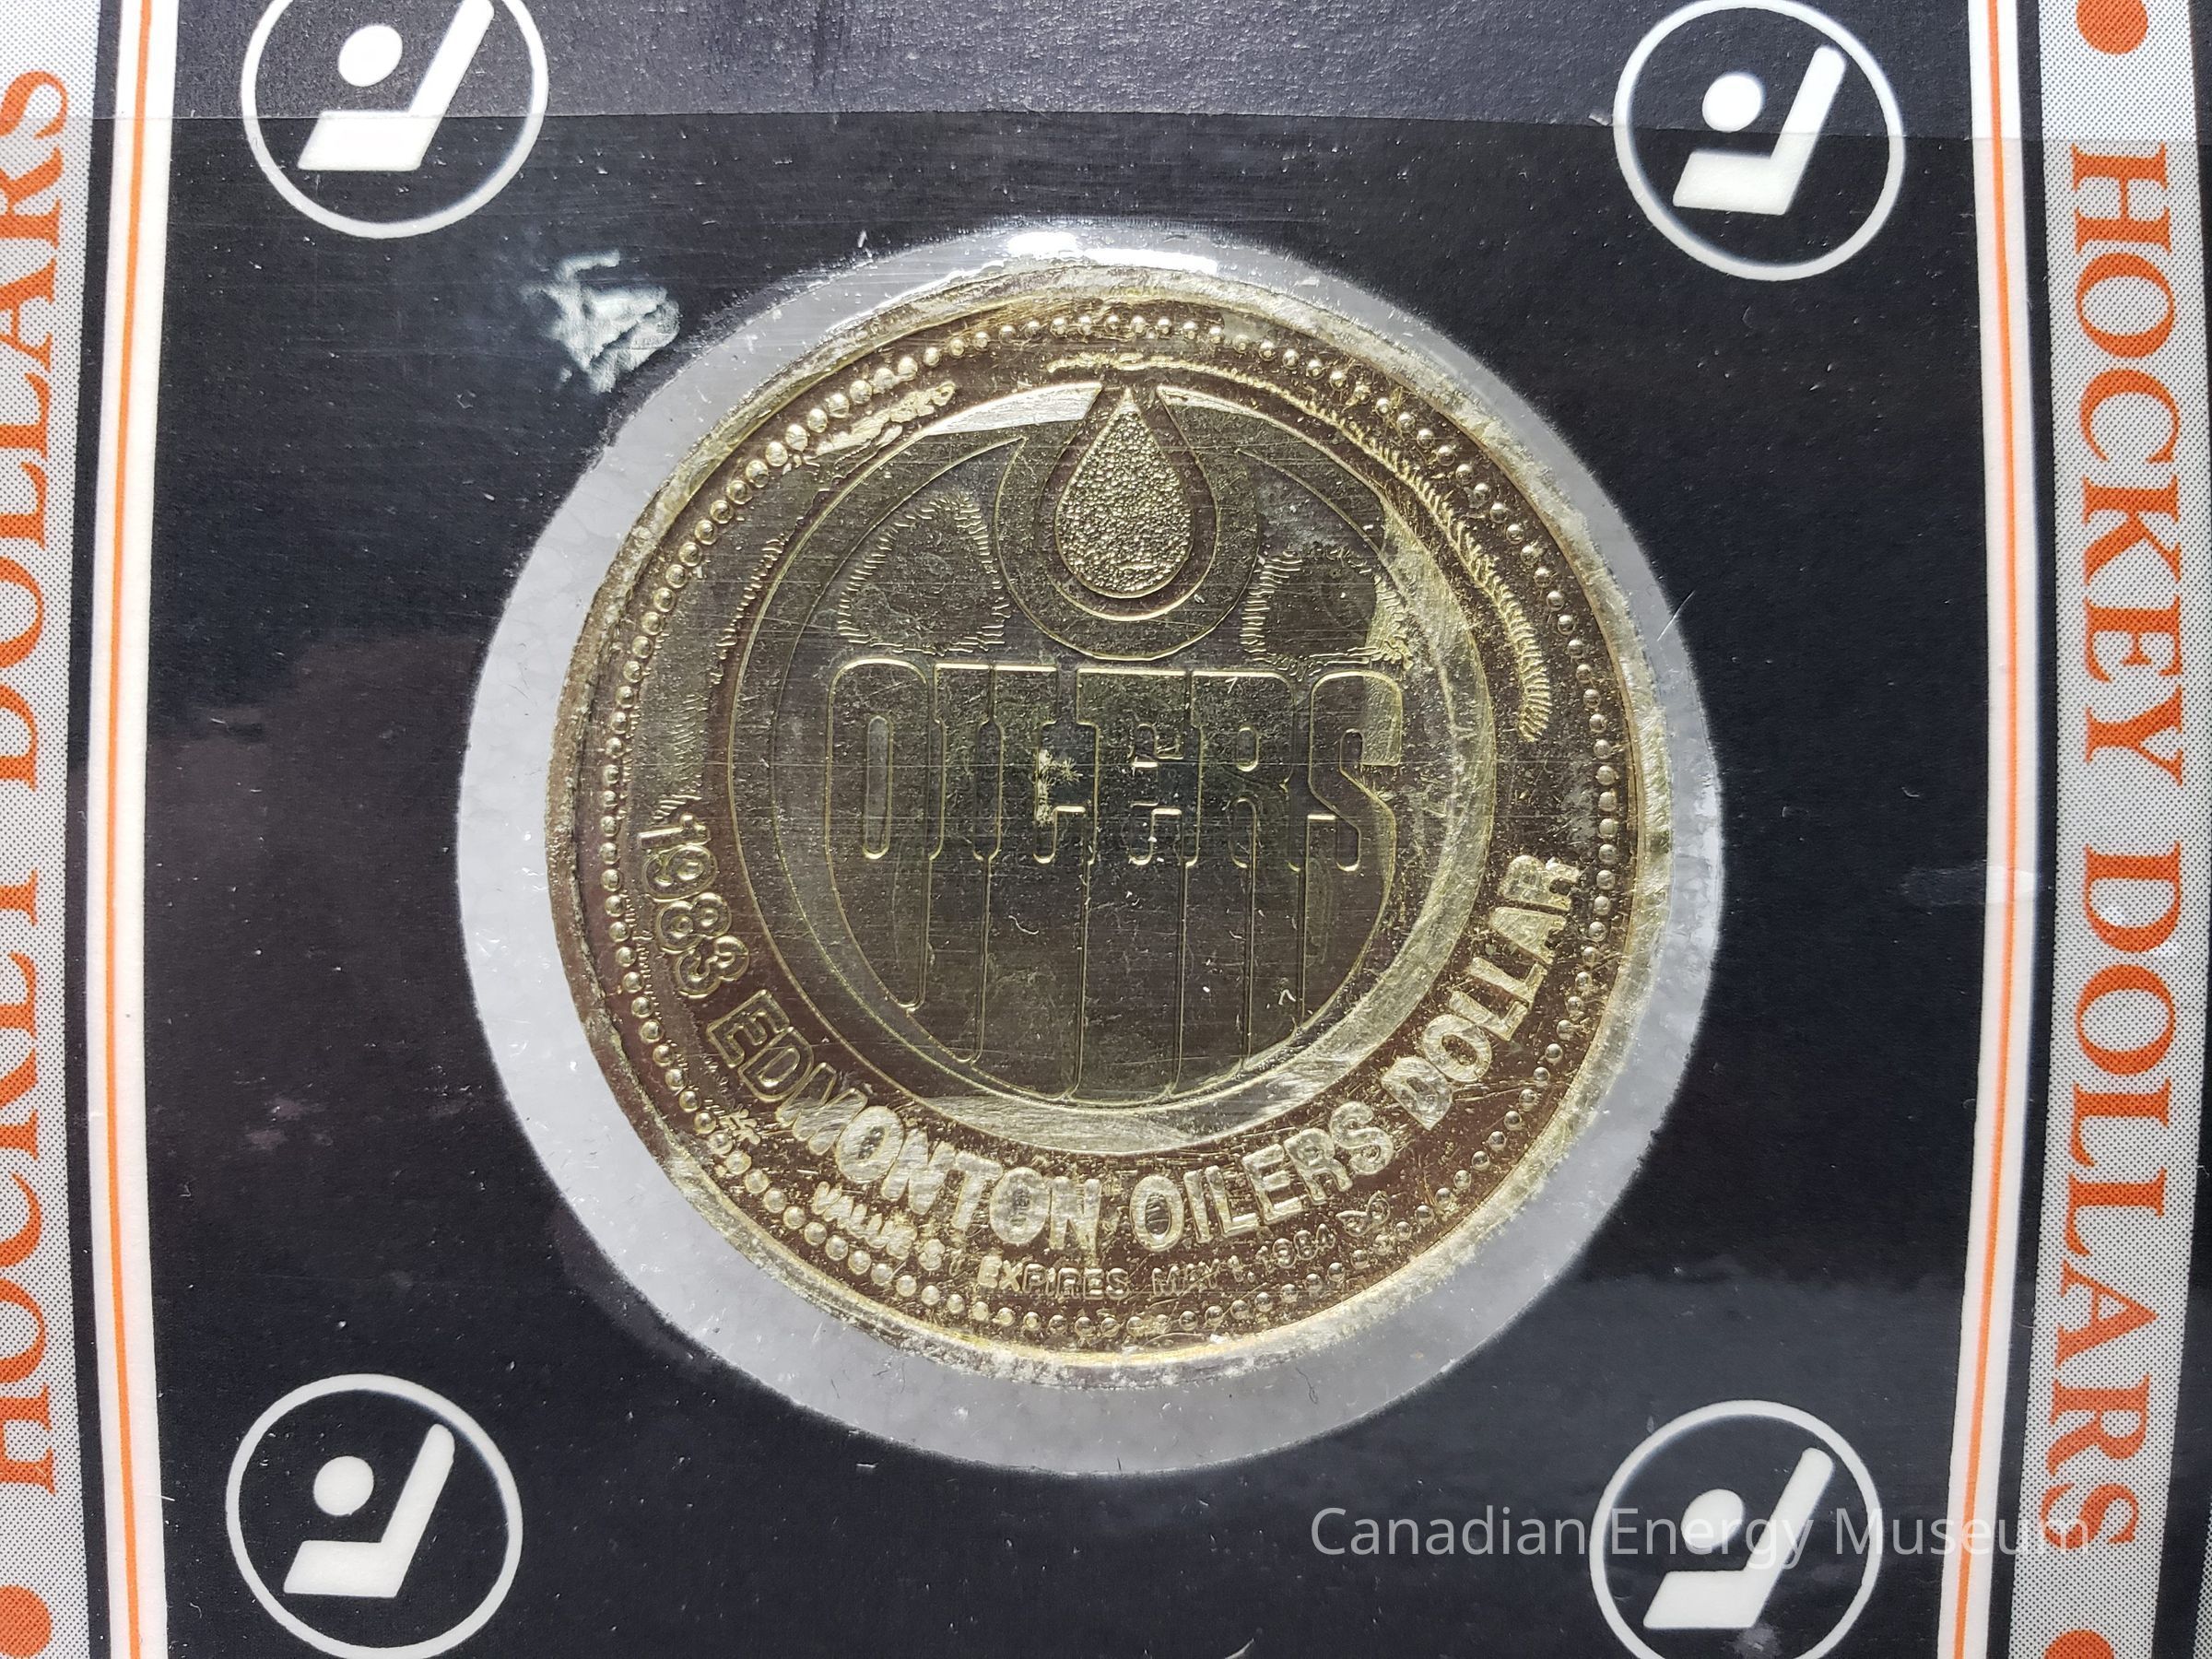 HOCKEY DOLLARS
OILERS
1983 EDMONTON OILERS DOLLAR
VALUE $1 EXPIRES MAY 1, 1984
HOCKEY DOLLARS
Canadian Energy Museum